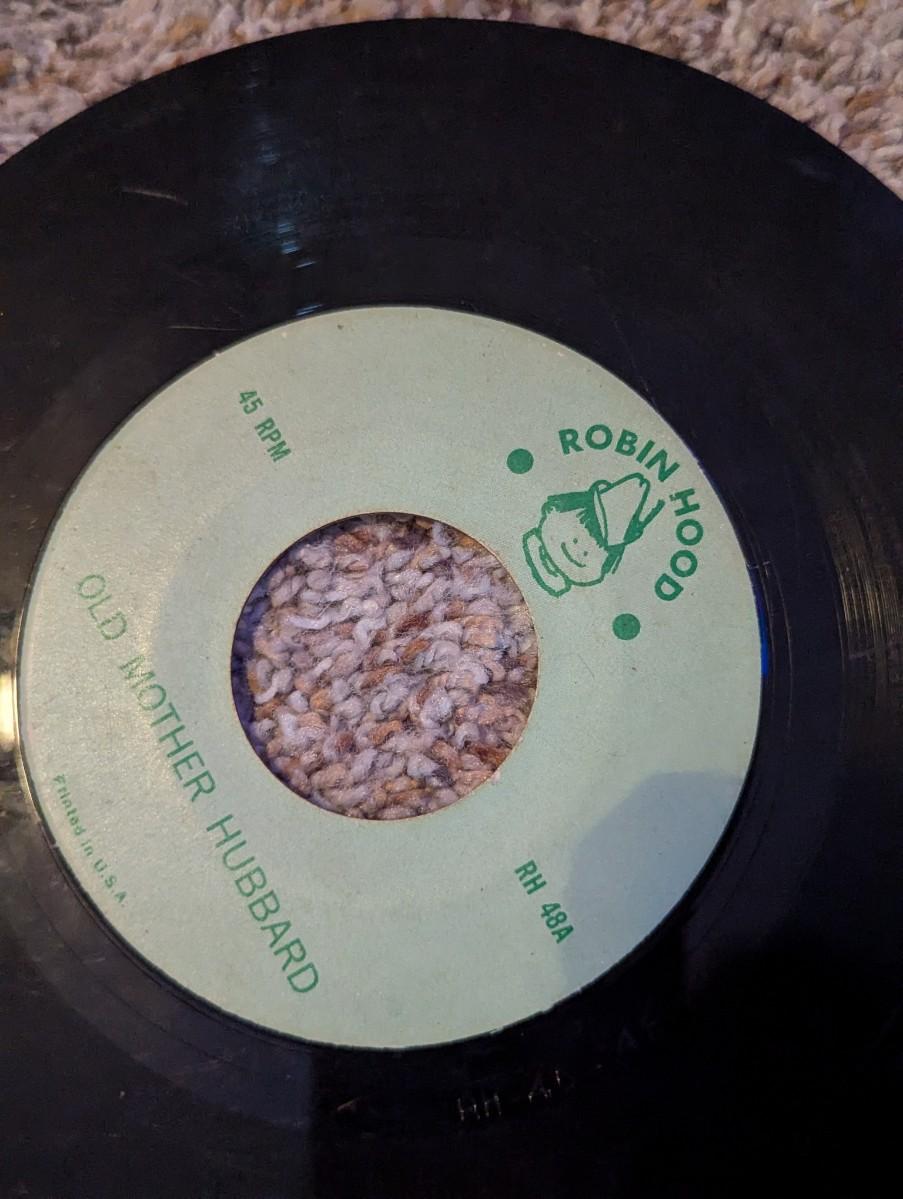 ROBIN HOOD
45 RPM
RH 48A
OLD MOTHER HUBBARD
Printed in U.S.A.